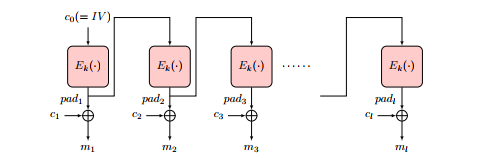 c₀(= IV)
Eₖ(·) Eₖ(·) Eₖ(·) ...... Eₖ(·)
pad₁ pad₂ pad₃ padₗ
c₁ c₂ c₃ cₗ
m₁ m₂ m₃ mₗ